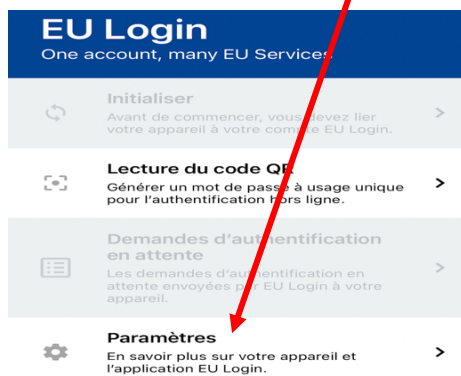 EU Login
One account, many EU Services
Initialiser
Avant de commencer, vous devez lier
votre appareil à votre compte EU Login.
Lecture du code QR
Générer un mot de passe à usage unique
pour l'authentification hors ligne.
Demandes d'authentification
en attente
Les demandes d'authentification en
attente envoyées par EU Login à votre
appareil.
Paramètres
En savoir plus sur votre appareil et
l'application EU Login.